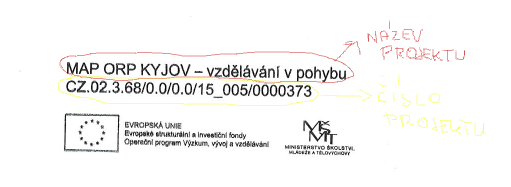 NÁZEV
PROJEKTU
MAP ORP KYJOV – vzdělávání v pohybu
CZ.02.3.68/0.0/0.0/15_005/0000373
ČÍSLO
PROJEKTU
EVROPSKÁ UNIE
Evropské strukturální a investiční fondy
Operační program Výzkum, vývoj a vzdělávání
MŠMT
MINISTERSTVO ŠKOLSTVÍ,
MLÁDEŽE A TĚLOVÝCHOVY